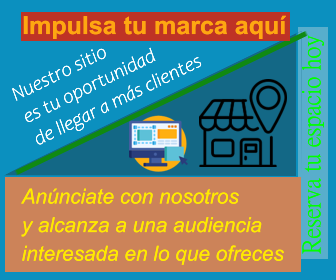 Impulsa tu marca aquí
Nuestro sitio
es tu oportunidad
de llegar a más clientes
Reserva tu espacio hoy
Anúnciate con nosotros
y alcanza a una audiencia
interesada en lo que ofreces